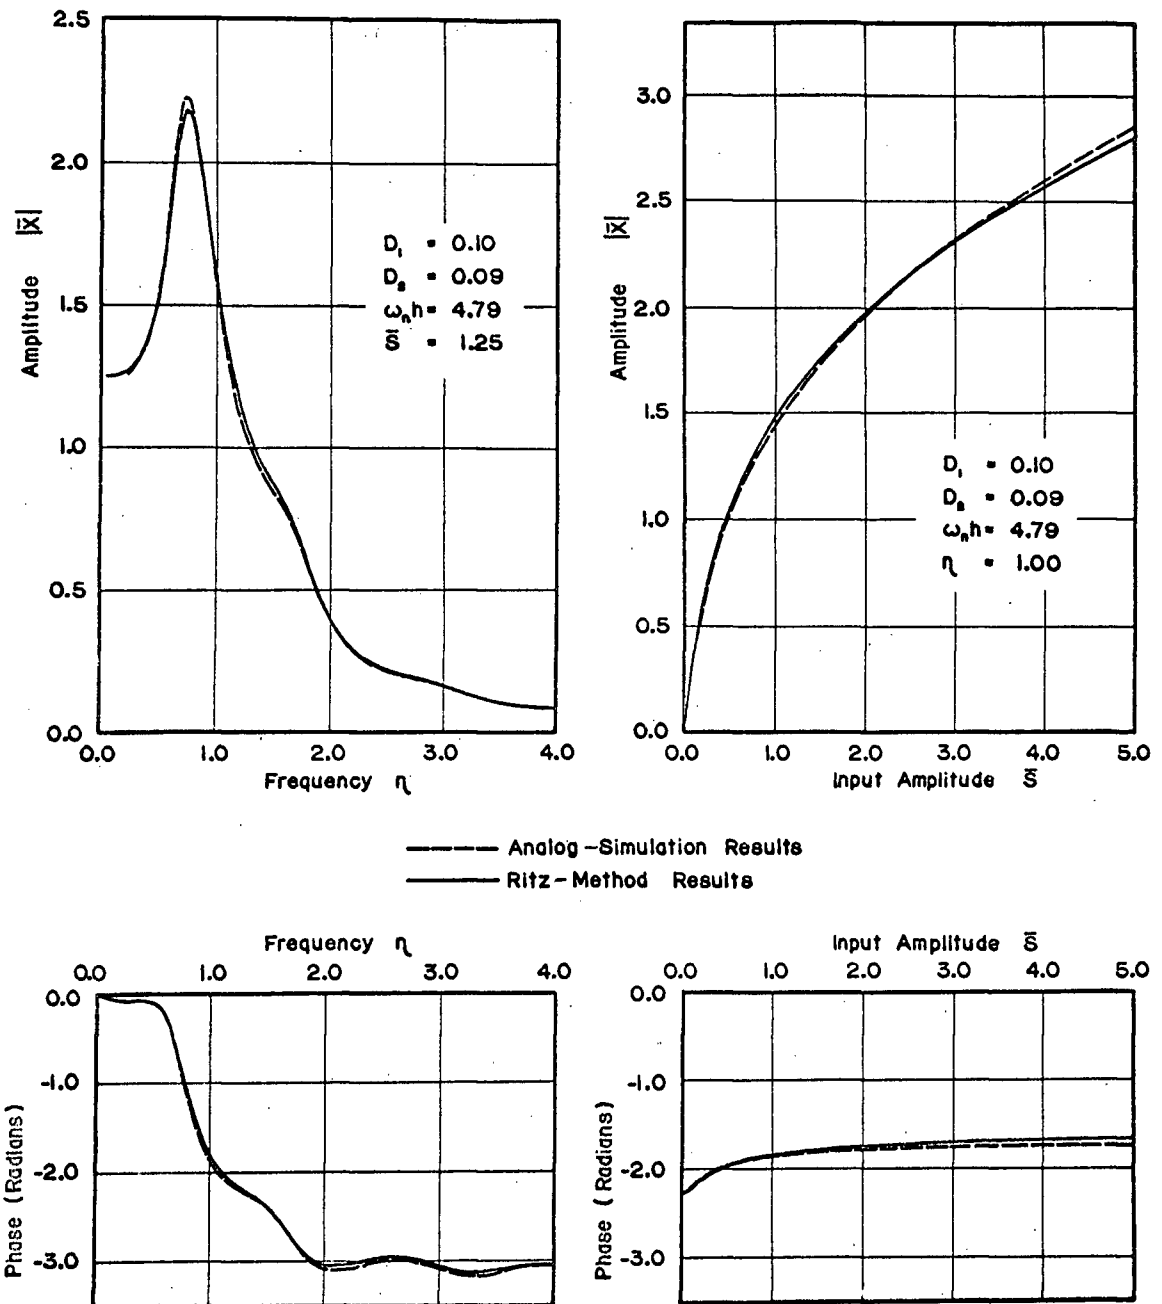 2.5
2.0
1.5
1.0
0.5
0.0
Amplitude |X̄|
D₁ = 0.10
D₂ = 0.09
ωₙh = 4.79
S̄ = 1.25
0.0 1.0 2.0 3.0 4.0
Frequency η
3.0
2.5
2.0
1.5
1.0
0.5
0.0
Amplitude |X̄|
D₁ = 0.10
D₂ = 0.09
ωₙh = 4.79
η = 1.00
0.0 1.0 2.0 3.0 4.0 5.0
Input Amplitude S̄
Analog-Simulation Results
Ritz-Method Results
Frequency η
0.0 1.0 2.0 3.0 4.0
0.0
-1.0
-2.0
-3.0
Phase (Radians)
Input Amplitude S̄
0.0 1.0 2.0 3.0 4.0 5.0
0.0
-1.0
-2.0
-3.0
Phase (Radians)